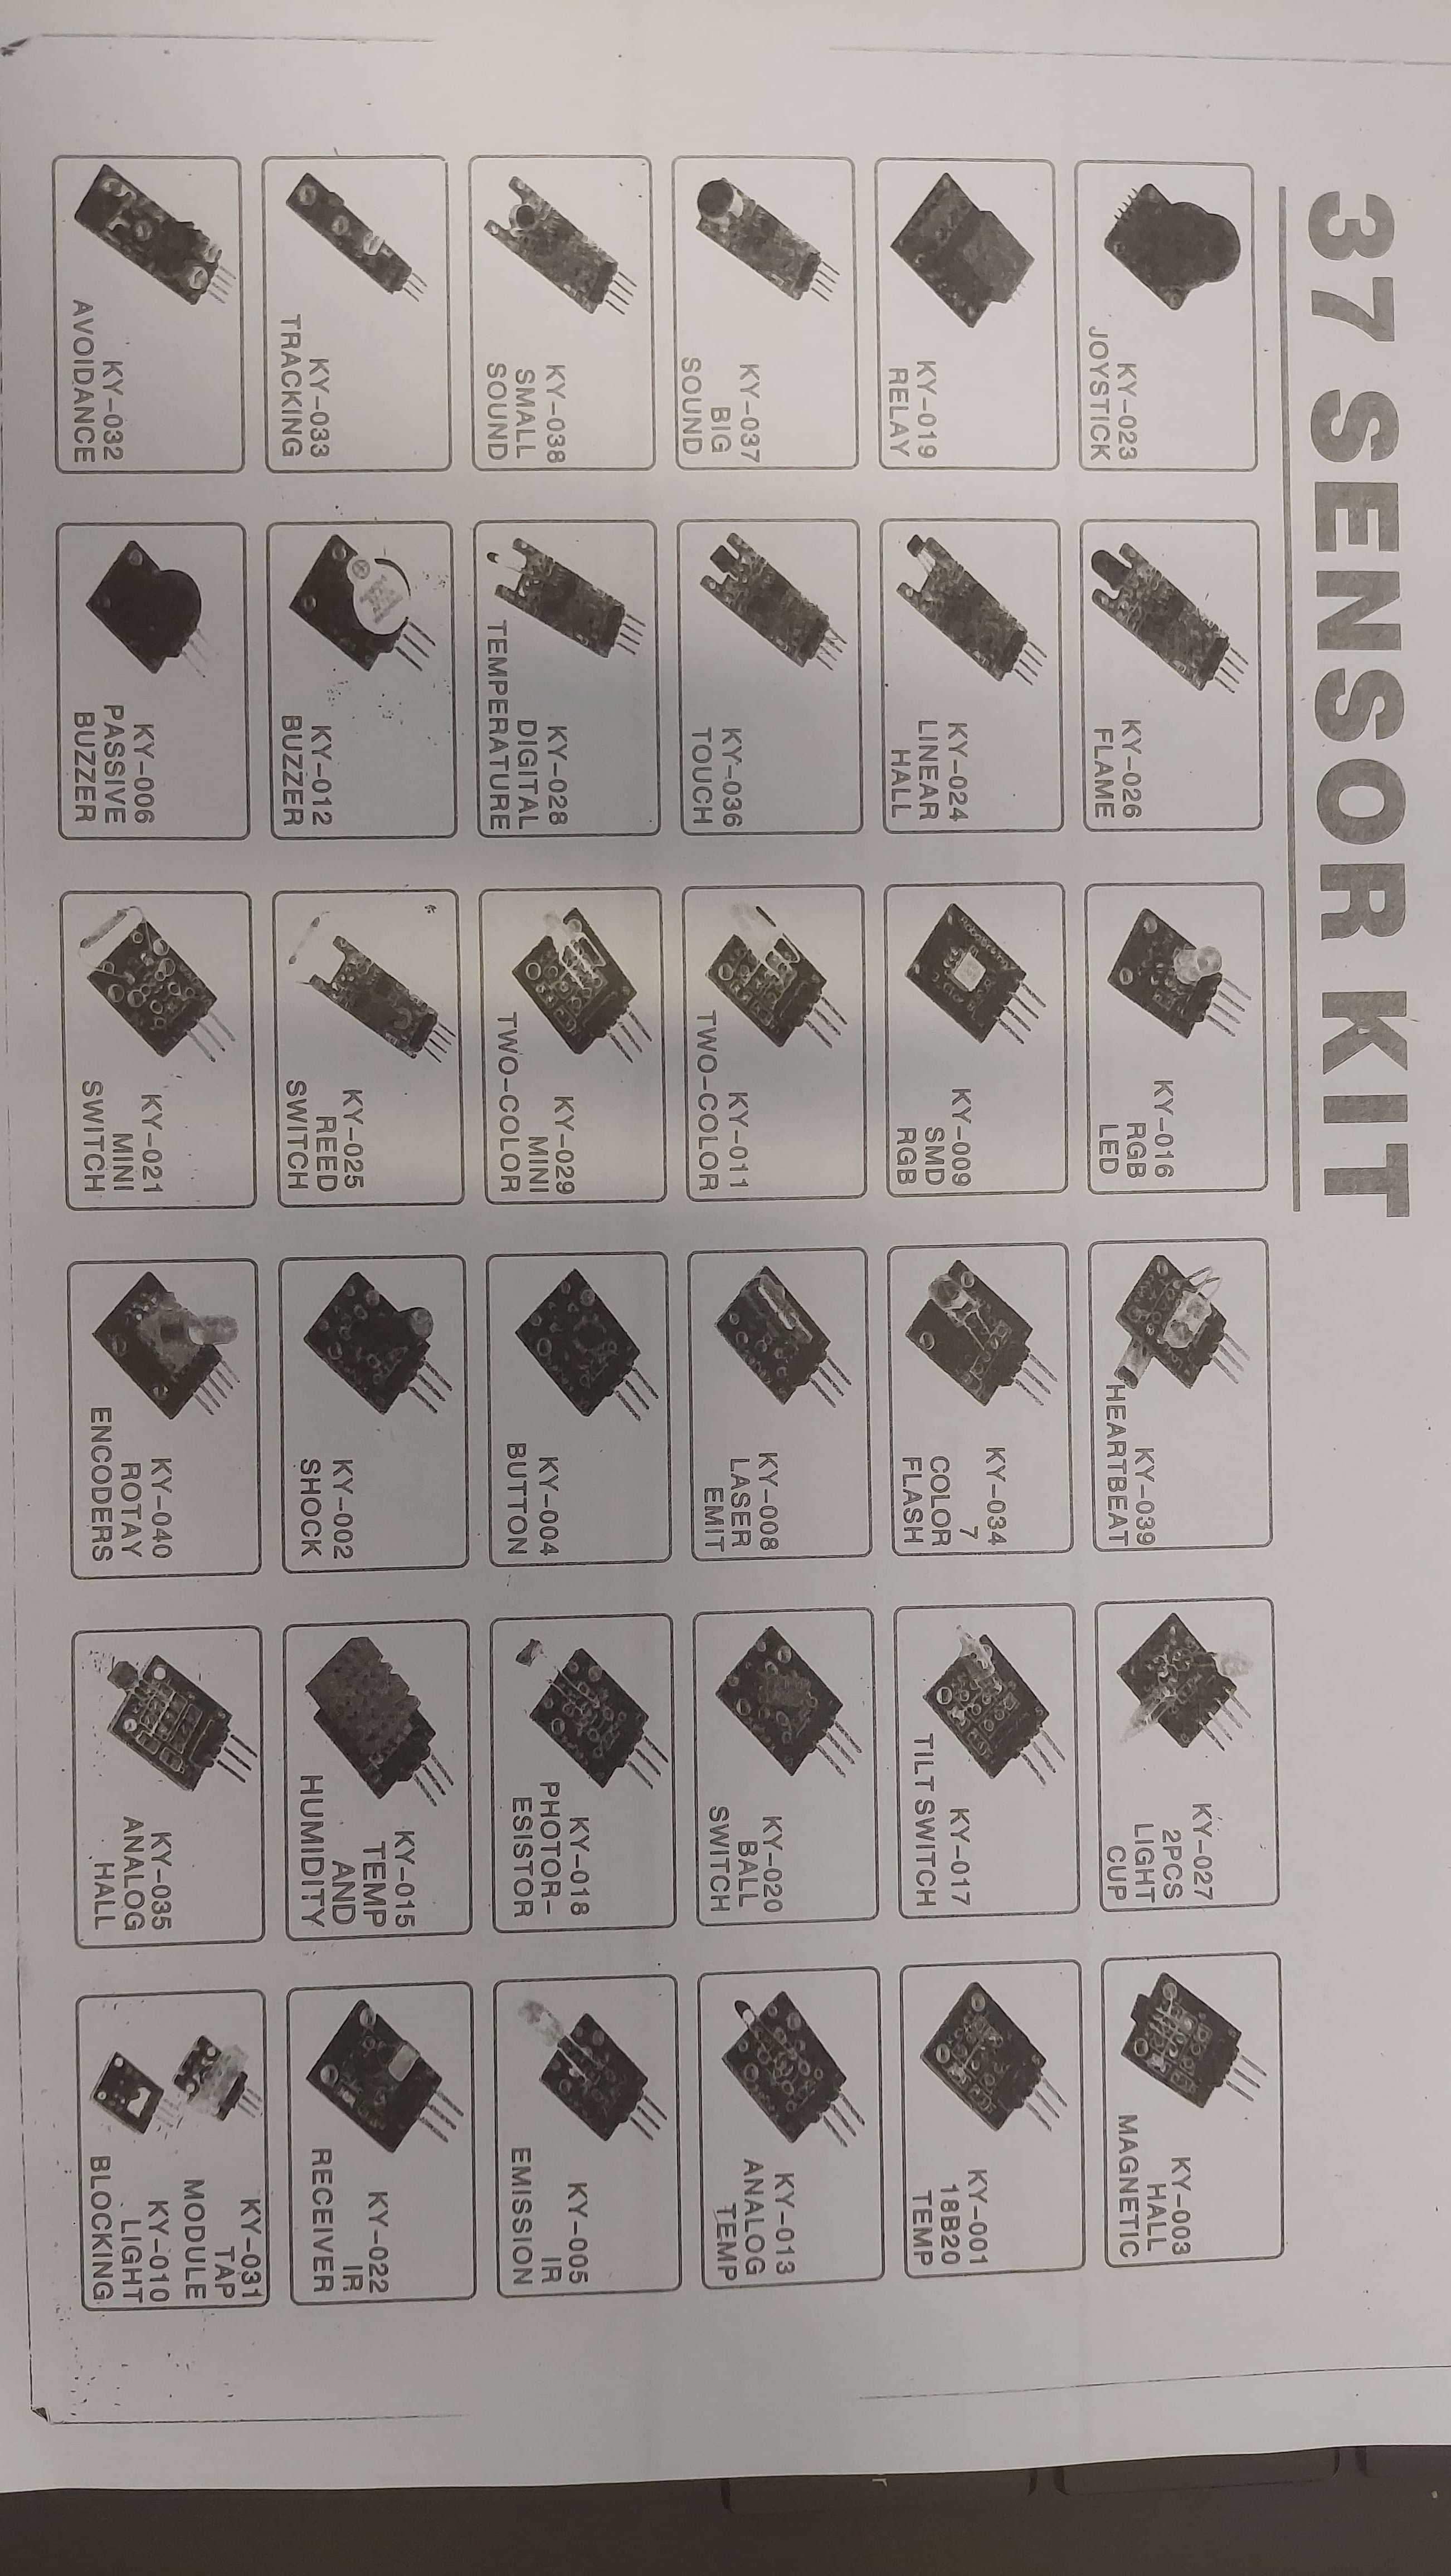 37 SENSOR KIT
KY-023
JOYSTICK
KY-026
FLAME
KY-016
RGB
LED
KY-039
HEARTBEAT
KY-027
2PCS
LIGHT
CUP
KY-003
HALL
MAGNETIC
KY-019
RELAY
KY-024
LINEAR
HALL
KY-009
SMD
RGB
KY-034
7
COLOR
FLASH
KY-017
TILT SWITCH
KY-001
18B20
TEMP
KY-037
BIG
SOUND
KY-036
TOUCH
KY-011
TWO-COLOR
KY-008
LASER
EMIT
KY-020
BALL
SWITCH
KY-013
ANALOG
TEMP
KY-038
SMALL
SOUND
KY-028
DIGITAL
TEMPERATURE
KY-029
MINI
TWO-COLOR
KY-004
BUTTON
KY-018
PHOTOR-
ESISTOR
KY-005
IR
EMISSION
KY-033
TRACKING
KY-012
BUZZER
KY-025
REED
SWITCH
KY-002
SHOCK
KY-015
TEMP
AND
HUMIDITY
KY-022
IR
RECEIVER
KY-032
AVOIDANCE
KY-006
PASSIVE
BUZZER
KY-021
MINI
SWITCH
KY-040
ROTAY
ENCODERS
KY-035
ANALOG
HALL
KY-031
TAP
MODULE
KY-010
LIGHT
BLOCKING